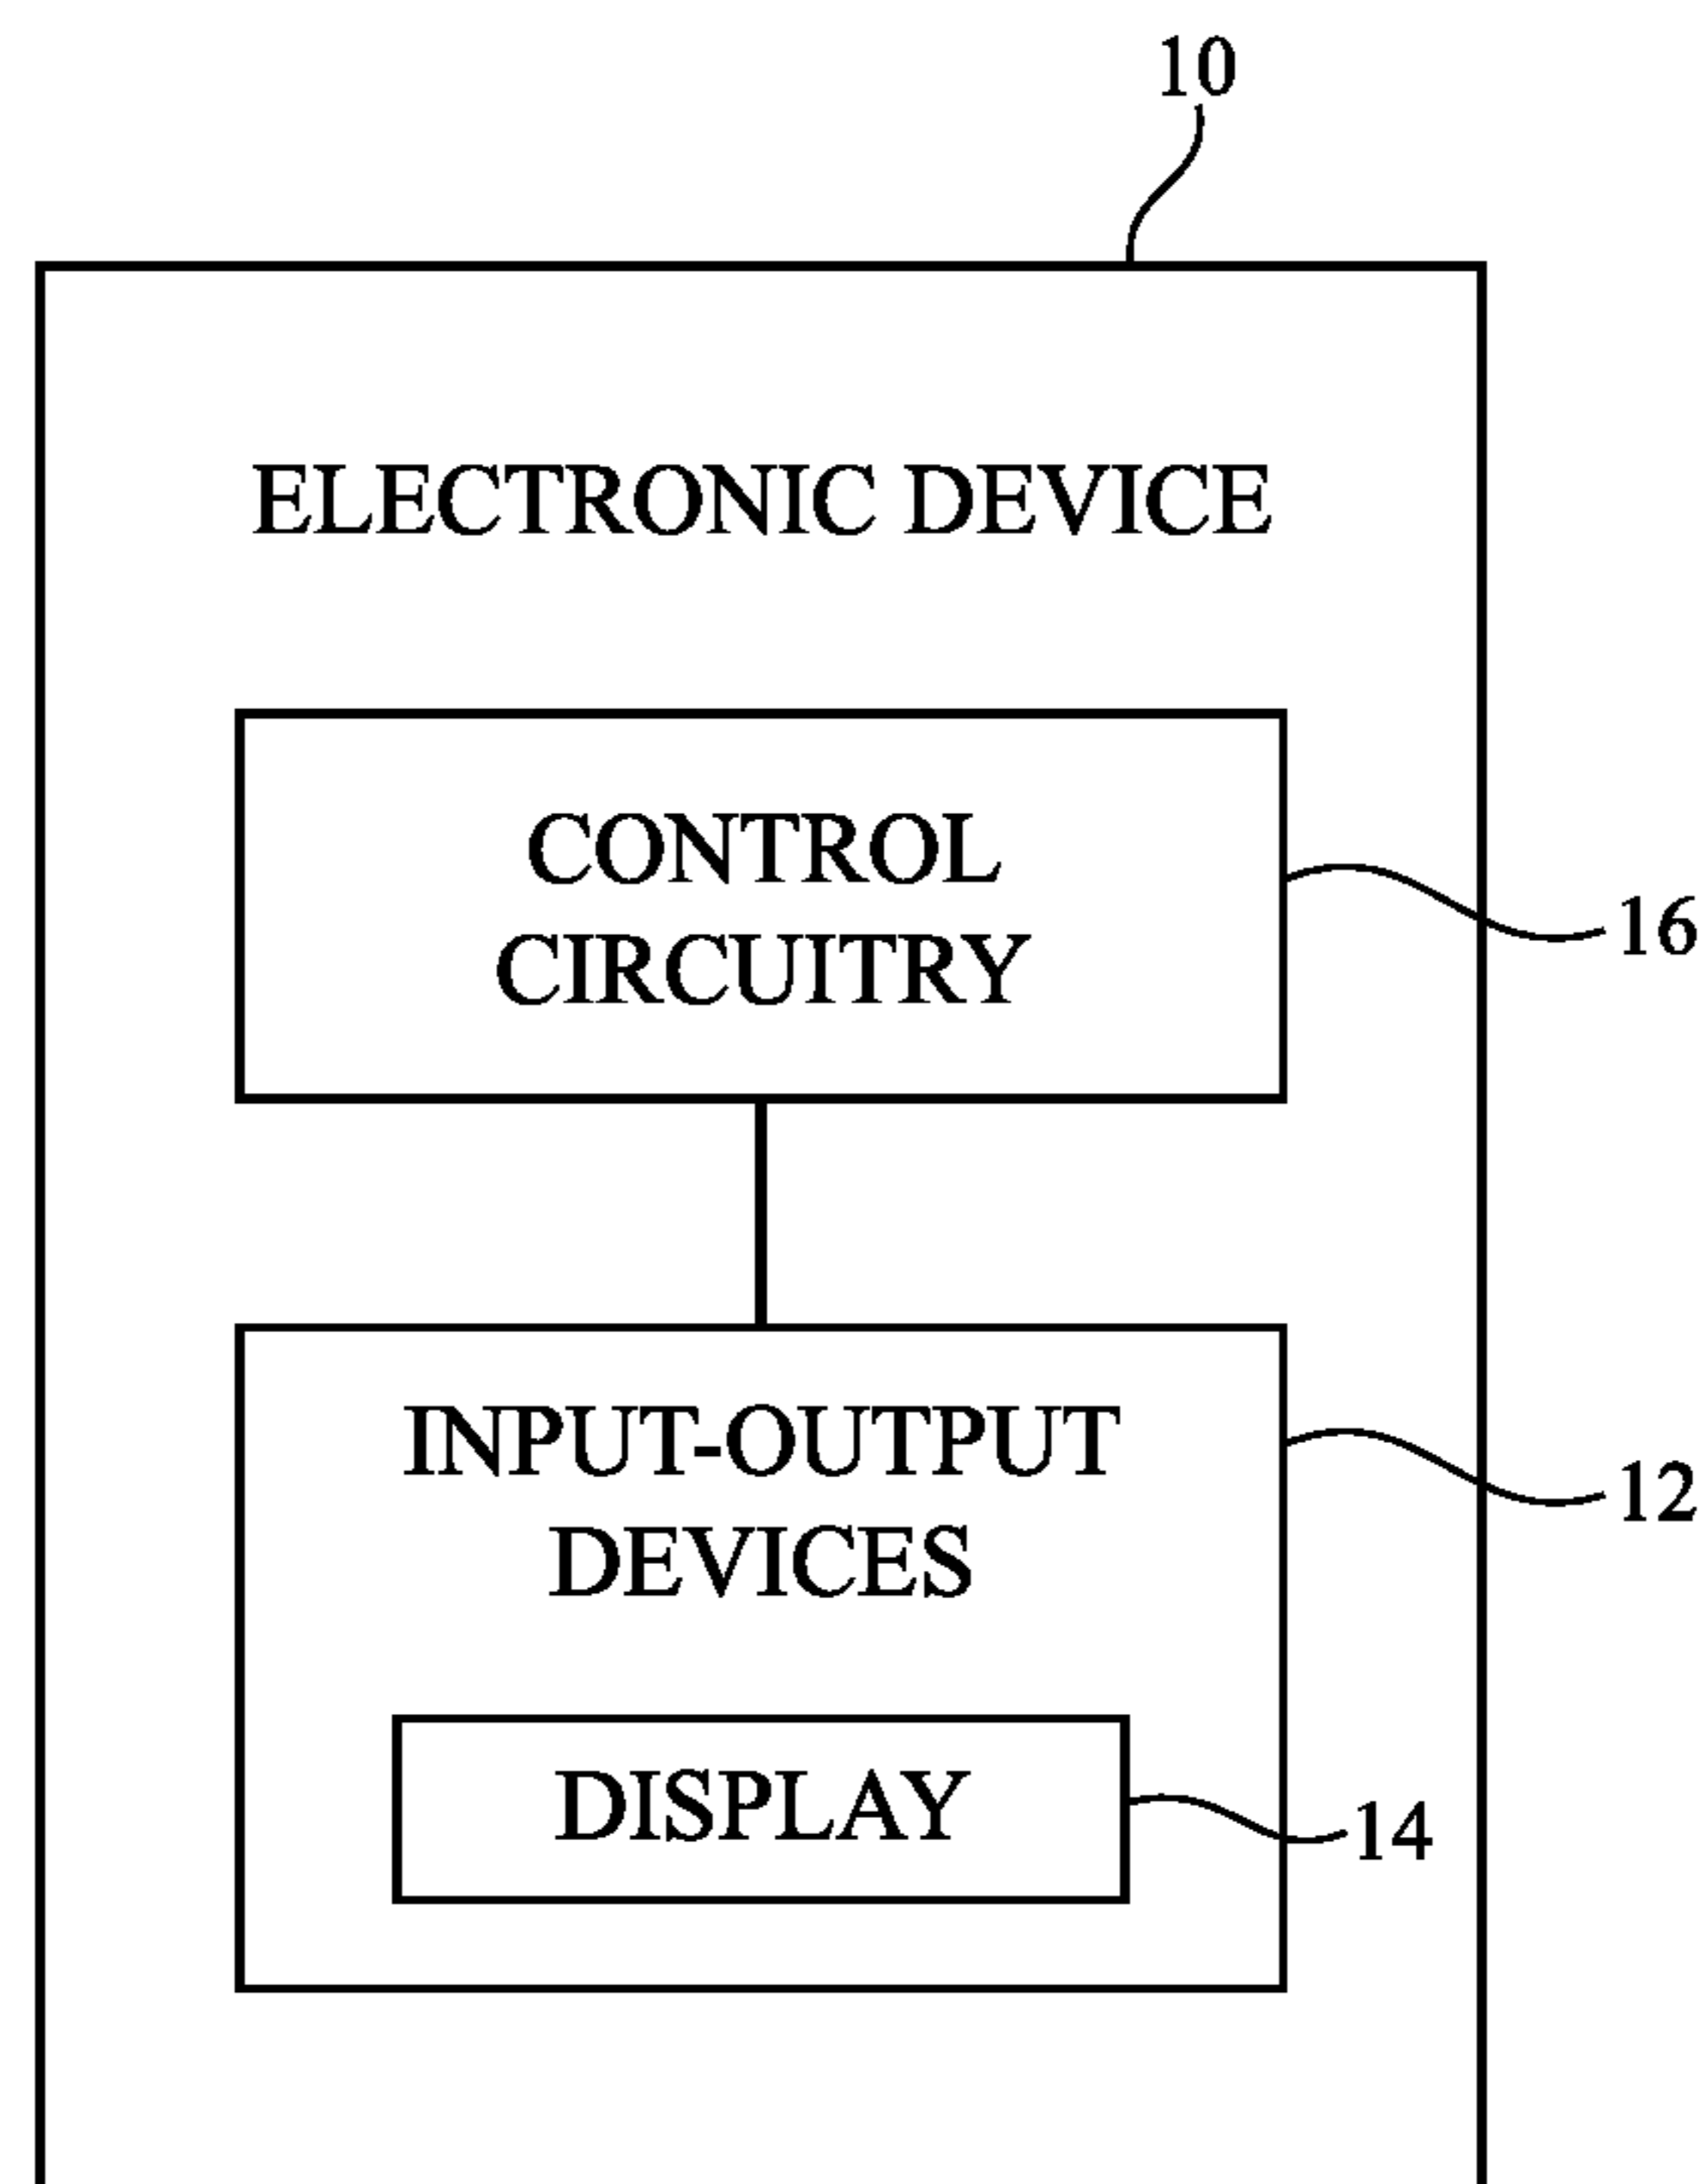 10
ELECTRONIC DEVICE
CONTROL
CIRCUITRY
16
INPUT-OUTPUT
DEVICES
12
DISPLAY
14